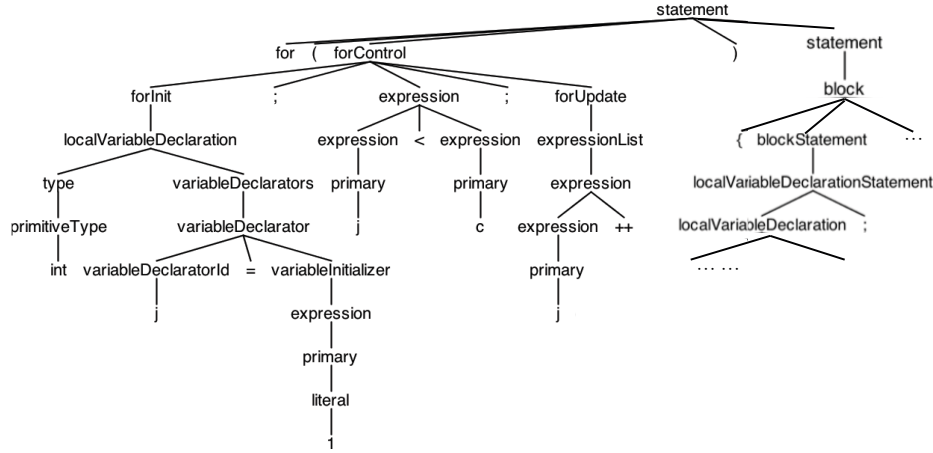 statement
for ( forControl ) statement
forInit ; expression ; forUpdate block
localVariableDeclaration expression < expression expressionList { blockStatement ...
type variableDeclarators primary primary expression localVariableDeclarationStatement
primitiveType variableDeclarator j c expression ++ localVariableDeclaration ;
int variableDeclaratorId = variableInitializer primary ... ...
j expression j
primary
literal
1